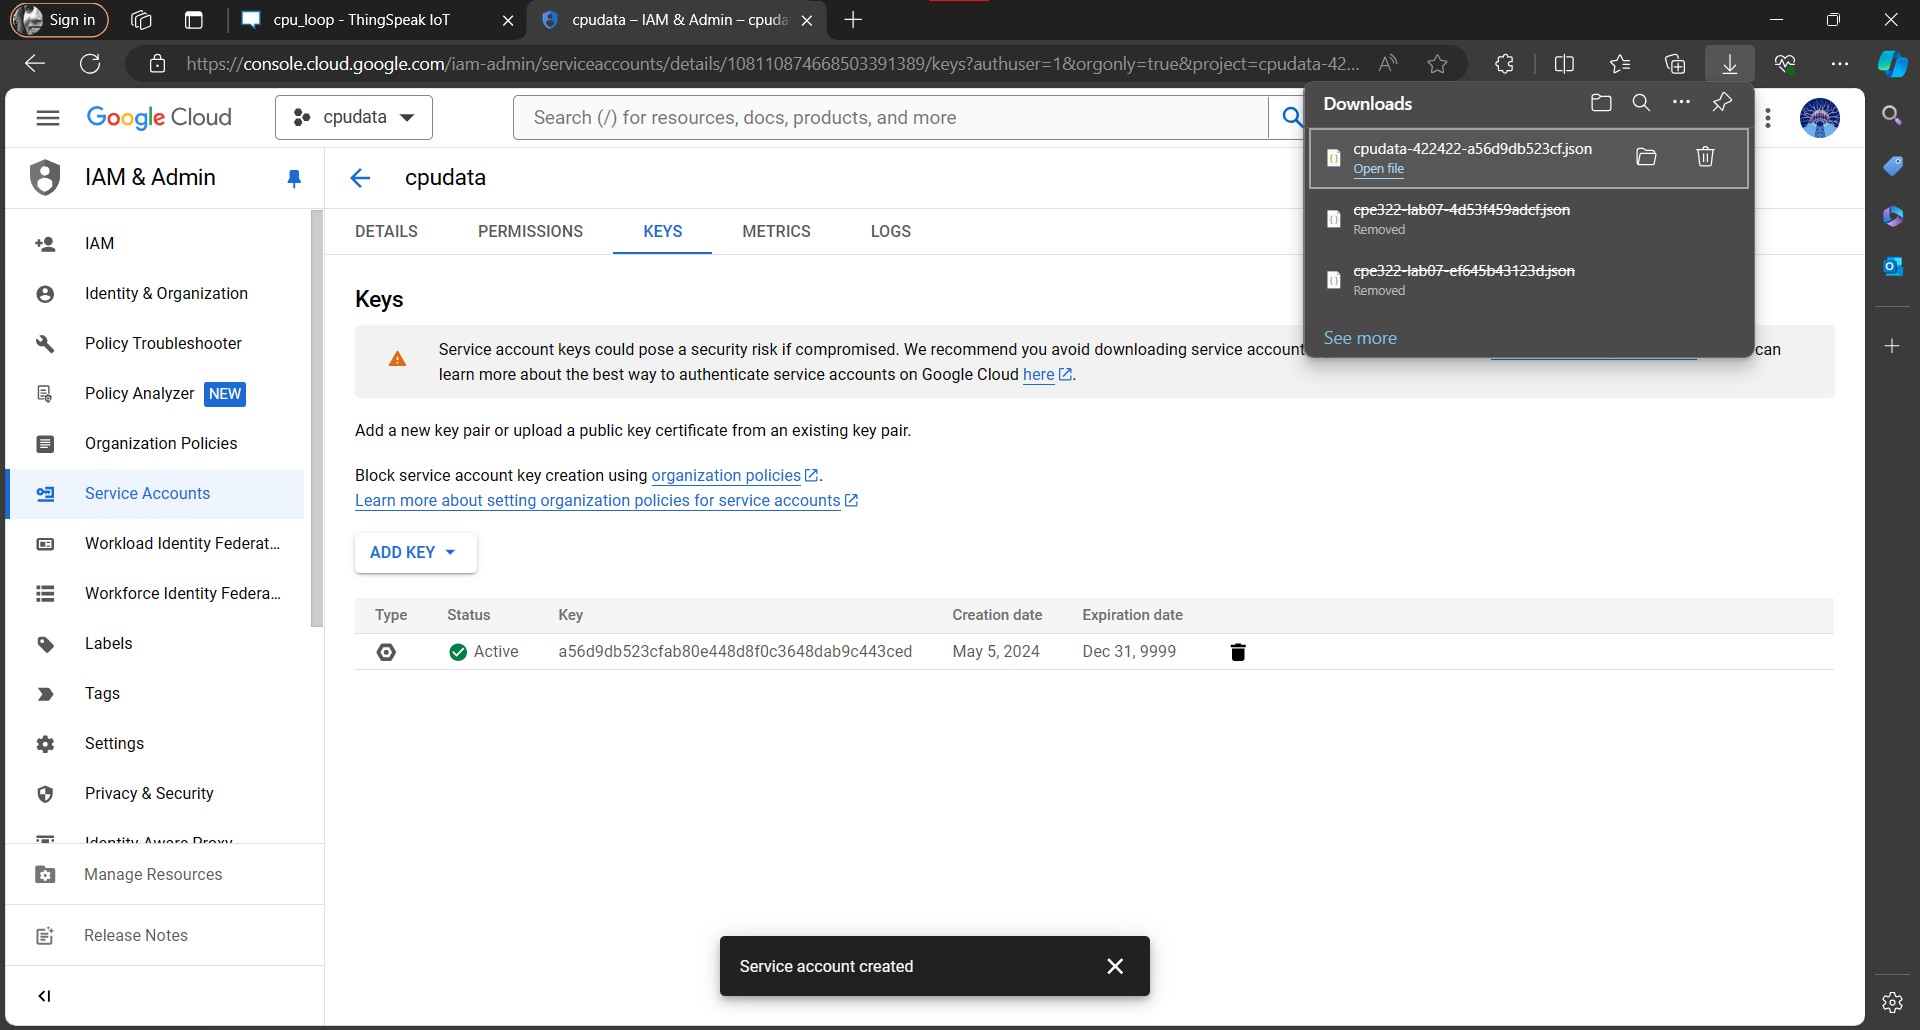 Sign in
cpu_loop - ThingSpeak IoT
cpudata – IAM & Admin – cpuda
https://console.cloud.google.com/iam-admin/serviceaccounts/details/108110874668503391389/keys?authuser=1&orgonly=true&project=cpudata-42...
Google Cloud
cpudata
Search (/) for resources, docs, products, and more
Downloads
cpudata-422422-a56d9db523cf.json
Open file
cpe322-lab07-4d53f459adcf.json
Removed
cpe322-lab07-ef645b43123d.json
Removed
See more
IAM & Admin
IAM
Identity & Organization
Policy Troubleshooter
Policy Analyzer NEW
Organization Policies
Service Accounts
Workload Identity Federat...
Workforce Identity Federa...
Labels
Tags
Settings
Privacy & Security
Identity-Aware Proxy
Manage Resources
Release Notes
cpudata
DETAILS PERMISSIONS KEYS METRICS LOGS
Keys
Service account keys could pose a security risk if compromised. We recommend you avoid downloading service account can
learn more about the best way to authenticate service accounts on Google Cloud here.
Add a new key pair or upload a public key certificate from an existing key pair.
Block service account key creation using organization policies.
Learn more about setting organization policies for service accounts
ADD KEY
Type Status Key Creation date Expiration date
Active a56d9db523cfab80e448d8f0c3648dab9c443ced May 5, 2024 Dec 31, 9999
Service account created